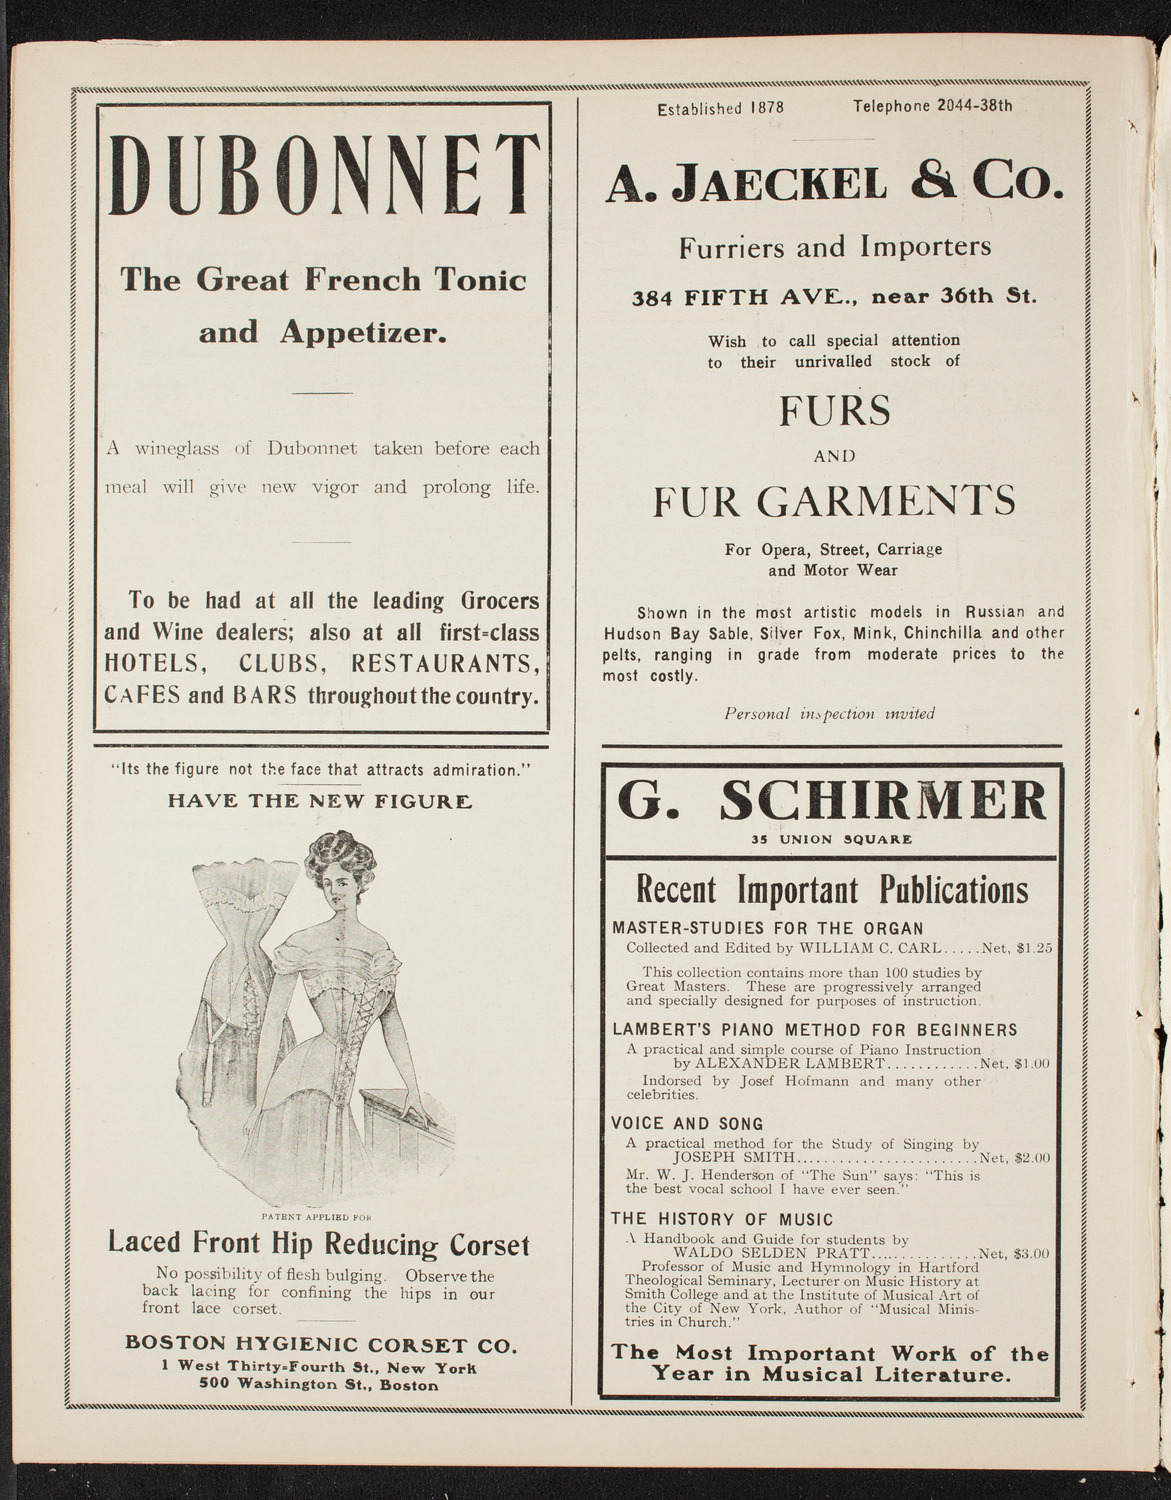 DUBONNET
The Great French Tonic
and Appetizer.
A wineglass of Dubonnet taken before each
meal will give new vigor and prolong life.
To be had at all the leading Grocers
and Wine dealers; also at all first=class
HOTELS, CLUBS, RESTAURANTS,
CAFES and BARS throughout the country.
"Its the figure not the face that attracts admiration."
HAVE THE NEW FIGURE
PATENT APPLIED FOR
Laced Front Hip Reducing Corset
No possibility of flesh bulging. Observe the
back lacing for confining the hips in our
front lace corset.
BOSTON HYGIENIC CORSET CO.
1 West Thirty=Fourth St., New York
500 Washington St., Boston
Established 1878 Telephone 2044-38th
A. JAECKEL & CO.
Furriers and Importers
384 FIFTH AVE., near 36th St.
Wish to call special attention
to their unrivalled stock of
FURS
AND
FUR GARMENTS
For Opera, Street, Carriage
and Motor Wear
Shown in the most artistic models in Russian and
Hudson Bay Sable, Silver Fox, Mink, Chinchilla and other
pelts, ranging in grade from moderate prices to the
most costly.
Personal inspection invited
G. SCHIRMER
35 UNION SQUARE
Recent Important Publications
MASTER-STUDIES FOR THE ORGAN
Collected and Edited by WILLIAM C. CARL.....Net, $1.25
This collection contains more than 100 studies by
Great Masters. These are progressively arranged
and specially designed for purposes of instruction.
LAMBERT'S PIANO METHOD FOR BEGINNERS
A practical and simple course of Piano Instruction
by ALEXANDER LAMBERT............Net, $1.00
Indorsed by Josef Hofmann and many other
celebrities.
VOICE AND SONG
A practical method for the Study of Singing by
JOSEPH SMITH..........................Net, $2.00
Mr. W. J. Henderson of "The Sun" says: "This is
the best vocal school I have ever seen."
THE HISTORY OF MUSIC
A Handbook and Guide for students by
WALDO SELDEN PRATT...............Net, $3.00
Professor of Music and Hymnology in Hartford
Theological Seminary, Lecturer on Music History at
Smith College and at the Institute of Musical Art of
the City of New York, Author of "Musical Minis-
tries in Church."
The Most Important Work of the
Year in Musical Literature.